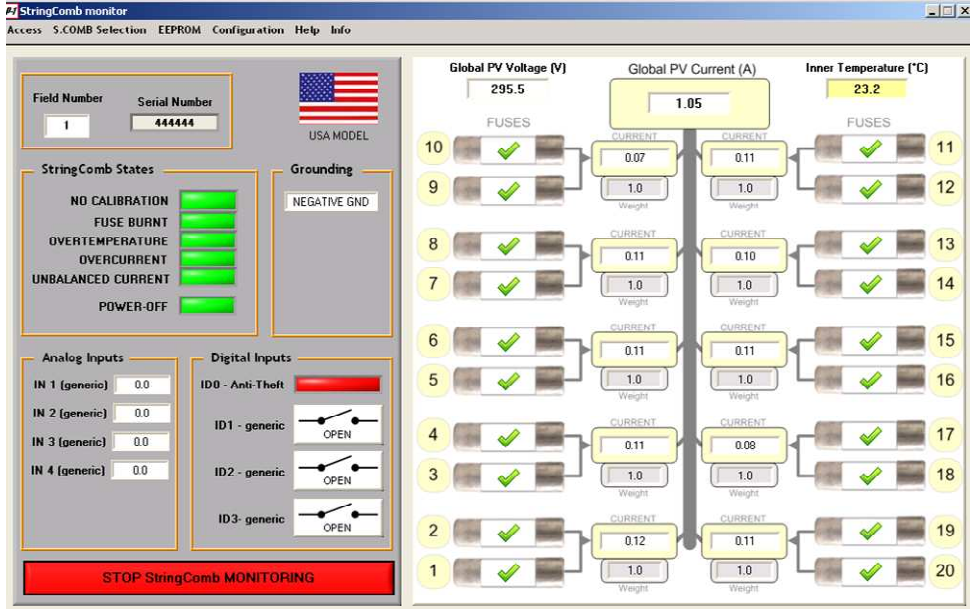 StringComb monitor
Access S.COMB Selection EEPROM Configuration Help Info
Field Number
1
Serial Number
444444
USA MODEL
StringComb States
NO CALIBRATION
FUSE BURNT
OVERTEMPERATURE
OVERCURRENT
UNBALANCED CURRENT
POWER-OFF
Grounding
NEGATIVE GND
Analog Inputs
IN 1 (generic) 0.0
IN 2 (generic) 0.0
IN 3 (generic) 0.0
IN 4 (generic) 0.0
Digital Inputs
ID0 - Anti-Theft
ID1 - generic
OPEN
ID2 - generic
OPEN
ID3- generic
OPEN
STOP StringComb MONITORING
Global PV Voltage (V)
295.5
Global PV Current (A)
1.05
Inner Temperature (°C)
23.2
FUSES
FUSES
CURRENT CURRENT
10 0.07 0.11 11
9 1.0 1.0 12
Weight Weight
CURRENT CURRENT
8 0.11 0.10 13
7 1.0 1.0 14
Weight Weight
CURRENT CURRENT
6 0.11 0.11 15
5 1.0 1.0 16
Weight Weight
CURRENT CURRENT
4 0.11 0.08 17
3 1.0 1.0 18
Weight Weight
CURRENT CURRENT
2 0.12 0.11 19
1 1.0 1.0 20
Weight Weight